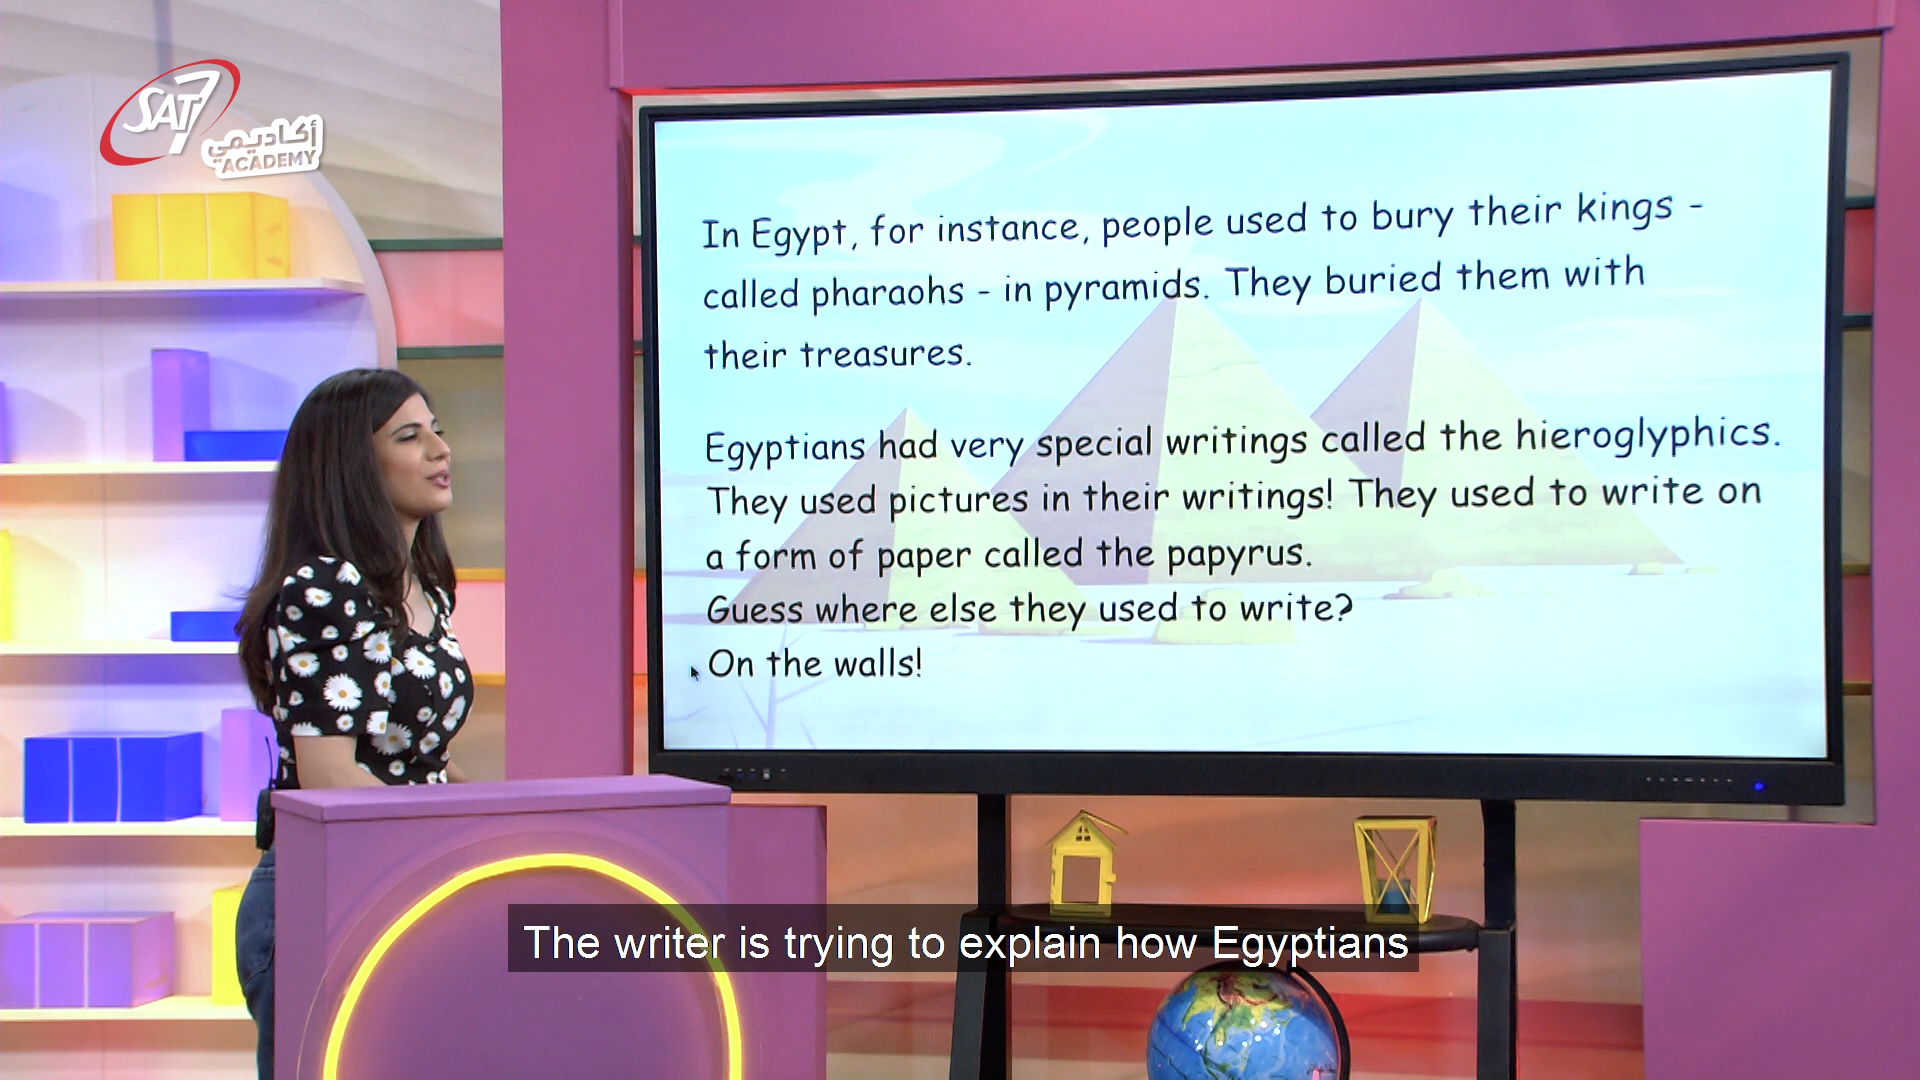 SAT7
أكاديمي
ACADEMY
In Egypt, for instance, people used to bury their kings -
called pharaohs - in pyramids. They buried them with
their treasures.
Egyptians had very special writings called the hieroglyphics.
They used pictures in their writings! They used to write on
a form of paper called the papyrus.
Guess where else they used to write?
On the walls!
The writer is trying to explain how Egyptians